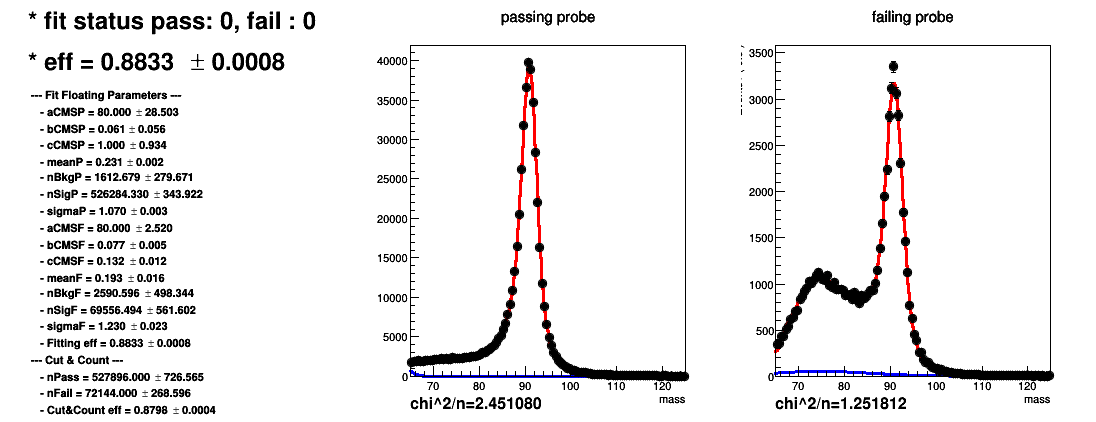 * fit status pass: 0, fail : 0
* eff = 0.8833 ± 0.0008
--- Fit Floating Parameters ---
- aCMSP = 80.000 ± 28.503
- bCMSP = 0.061 ± 0.056
- cCMSP = 1.000 ± 0.934
- meanP = 0.231 ± 0.002
- nBkgP = 1612.679 ± 279.671
- nSigP = 526284.330 ± 343.922
- sigmaP = 1.070 ± 0.003
- aCMSF = 80.000 ± 2.520
- bCMSF = 0.077 ± 0.005
- cCMSF = 0.132 ± 0.012
- meanF = 0.193 ± 0.016
- nBkgF = 2590.596 ± 498.344
- nSigF = 69556.494 ± 561.602
- sigmaF = 1.230 ± 0.023
- Fitting eff = 0.8833 ± 0.0008
--- Cut & Count ---
- nPass = 527896.000 ± 726.565
- nFail = 72144.000 ± 268.596
- Cut&Count eff = 0.8798 ± 0.0004
passing probe
40000
35000
30000
25000
20000
15000
10000
5000
0
70 80 90 100 110 120
mass
chi^2/n=2.451080
failing probe
3500
3000
2500
2000
1500
1000
500
0
70 80 90 100 110 120
mass
chi^2/n=1.251812